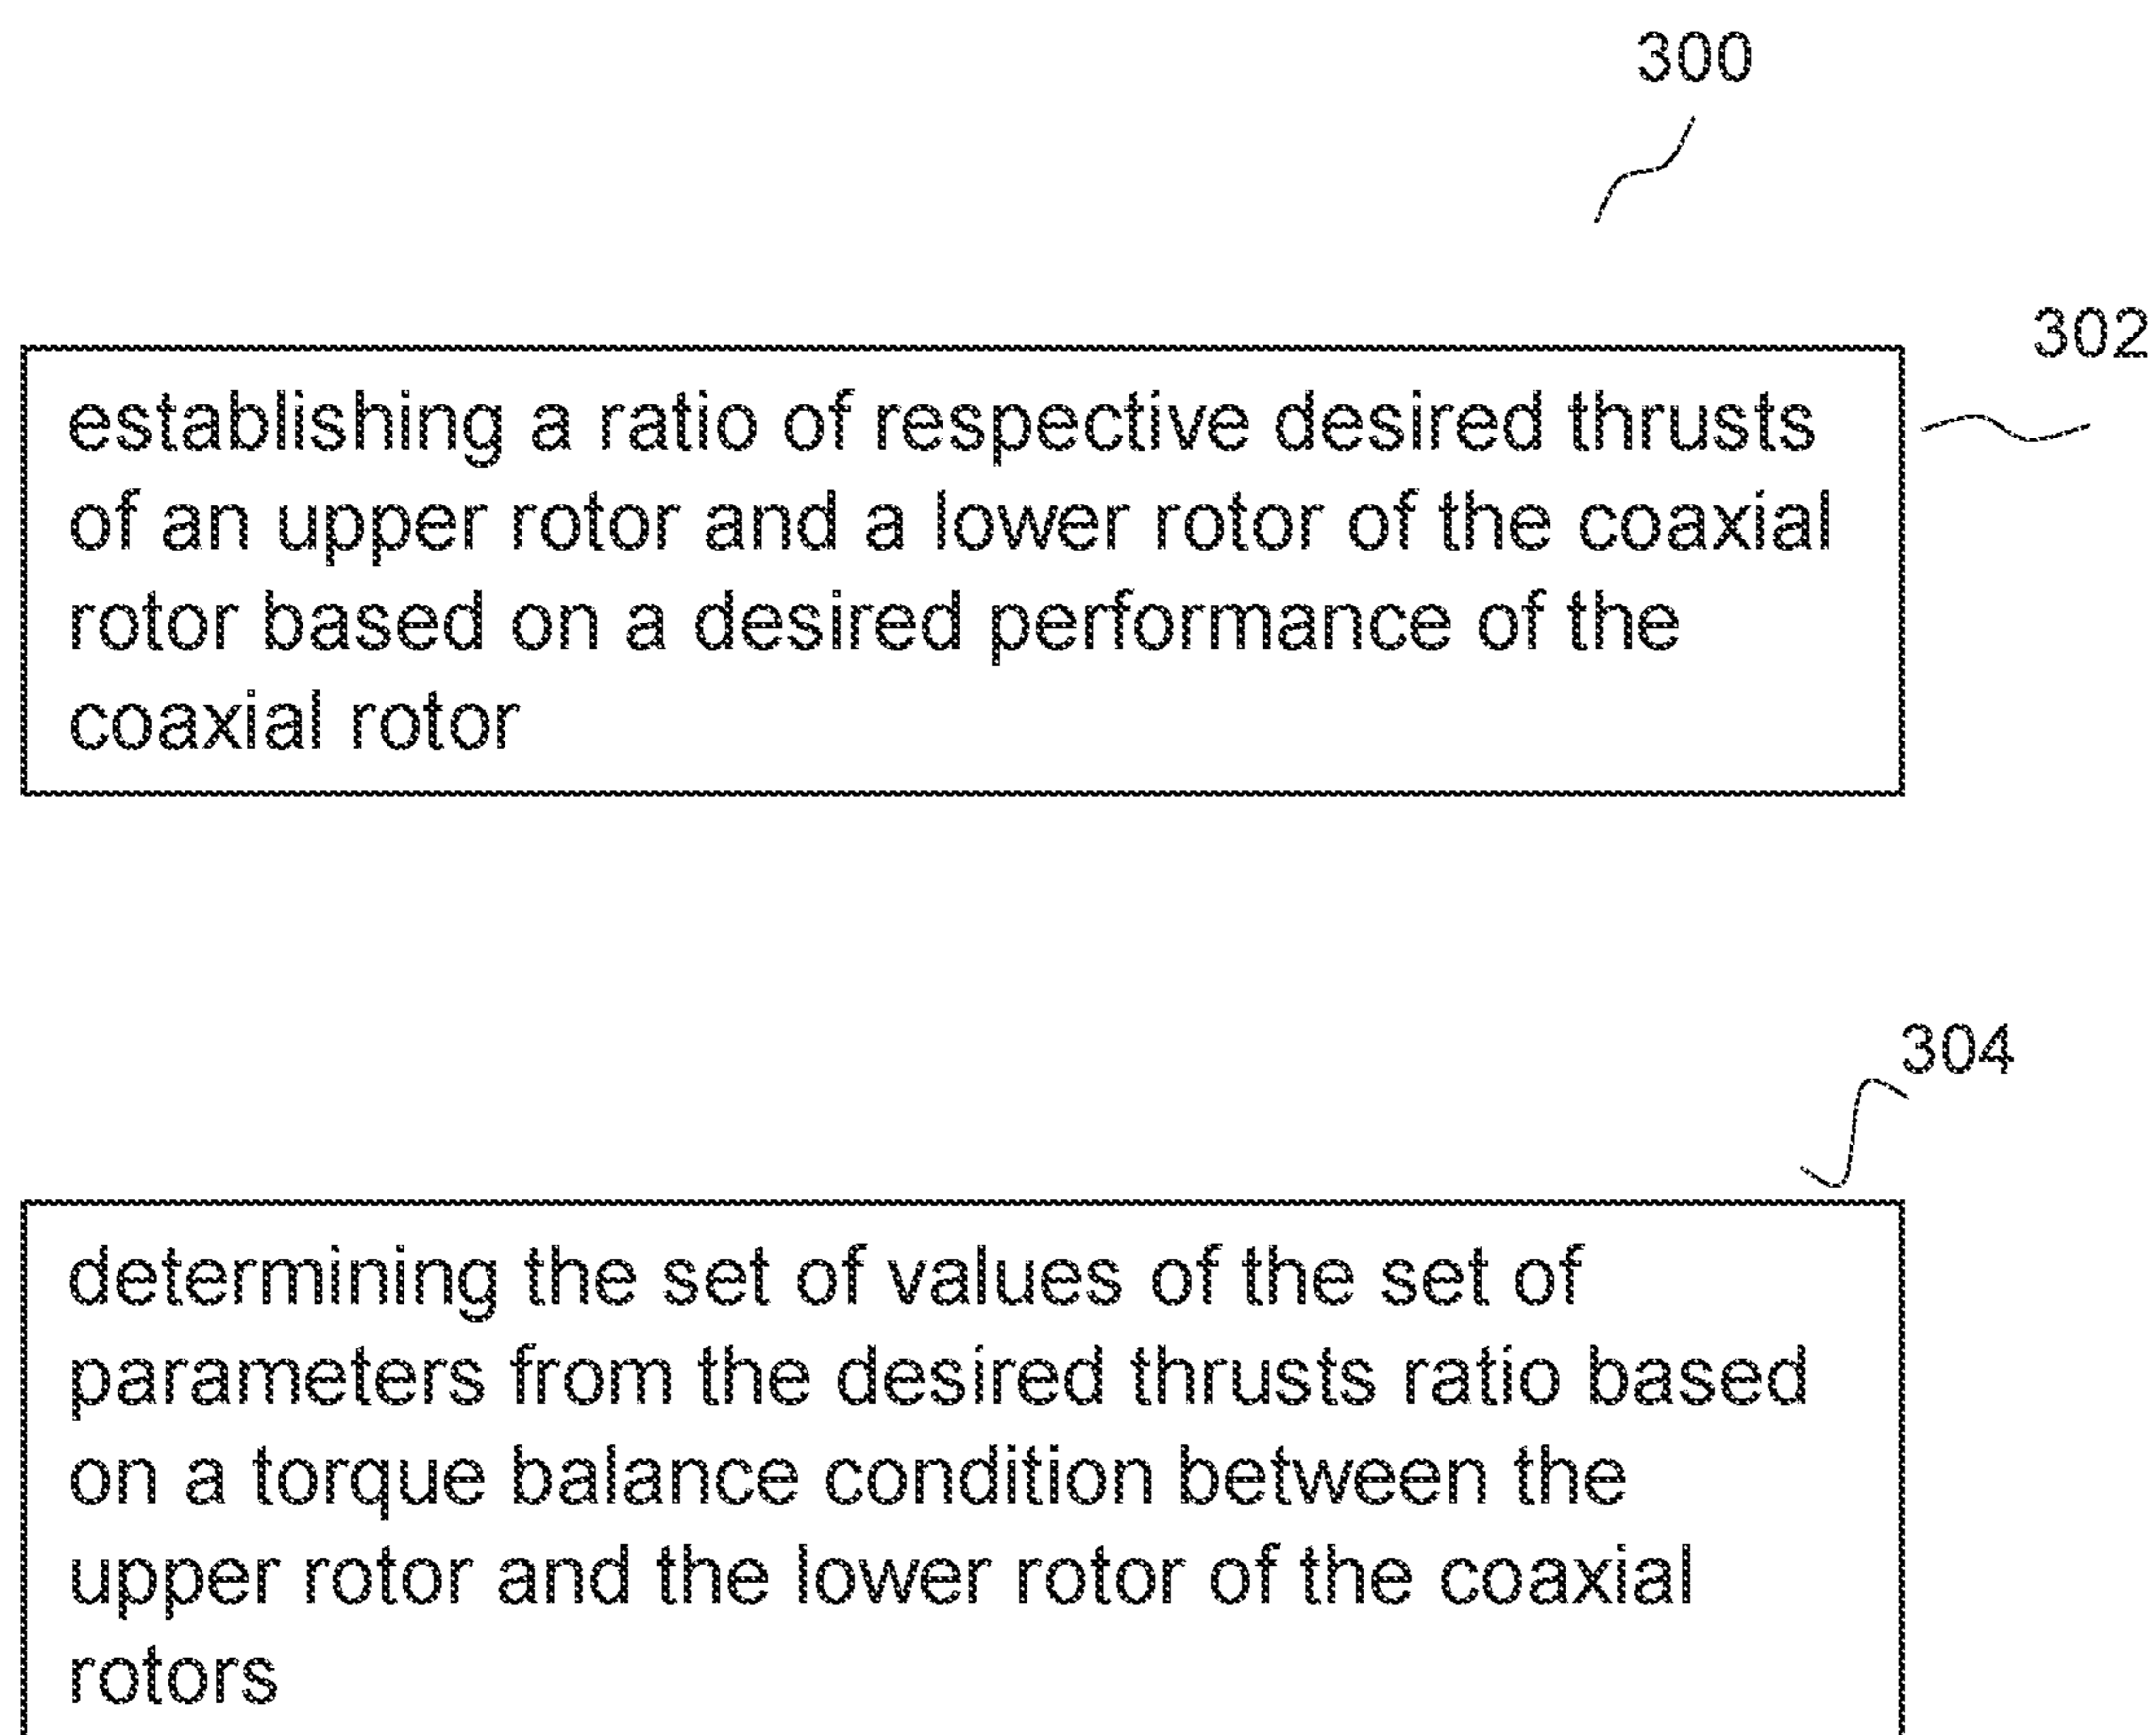 300
302
establishing a ratio of respective desired thrusts
of an upper rotor and a lower rotor of the coaxial
rotor based on a desired performance of the
coaxial rotor
304
determining the set of values of the set of
parameters from the desired thrusts ratio based
on a torque balance condition between the
upper rotor and the lower rotor of the coaxial
rotors